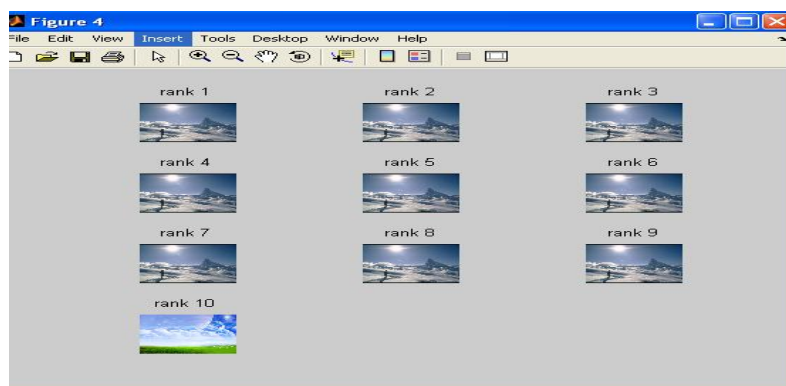 Figure 4
File Edit View Insert Tools Desktop Window Help
rank 1 rank 2 rank 3
rank 4 rank 5 rank 6
rank 7 rank 8 rank 9
rank 10